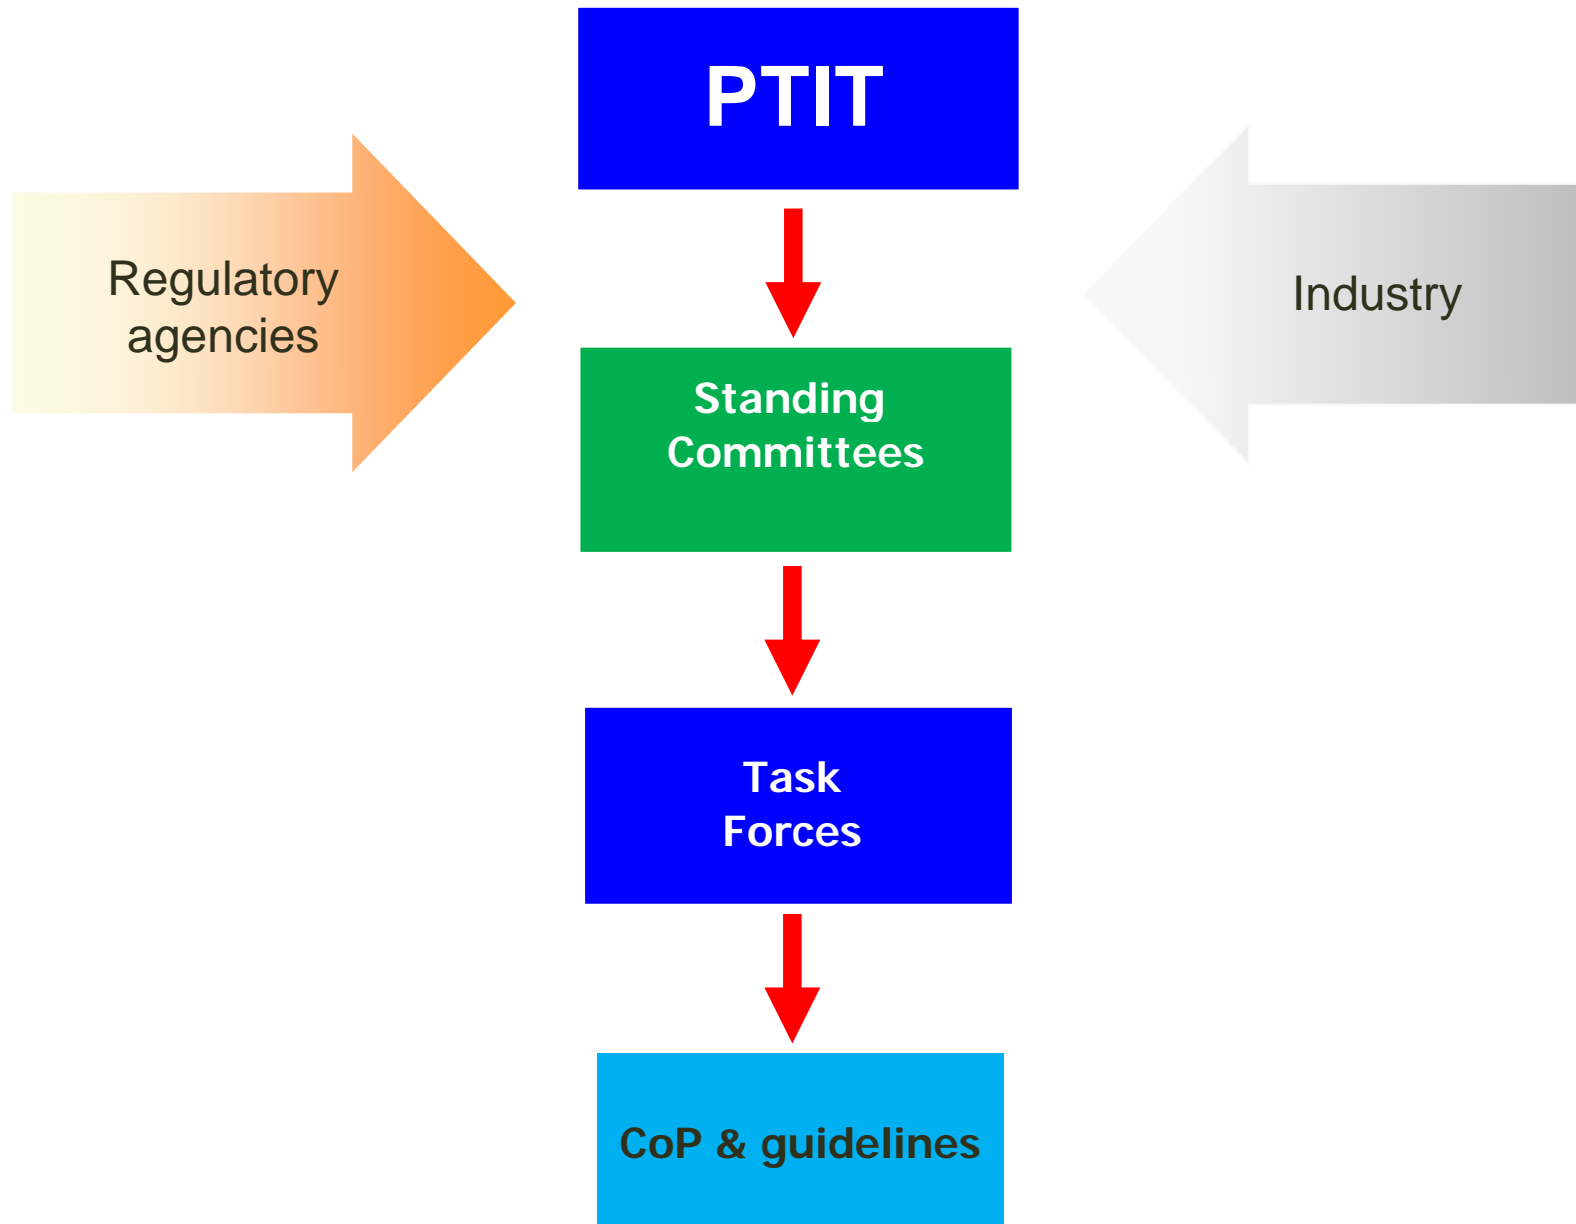 PTIT
Regulatory
agencies
Industry
Standing
Committees
Task
Forces
CoP & guidelines